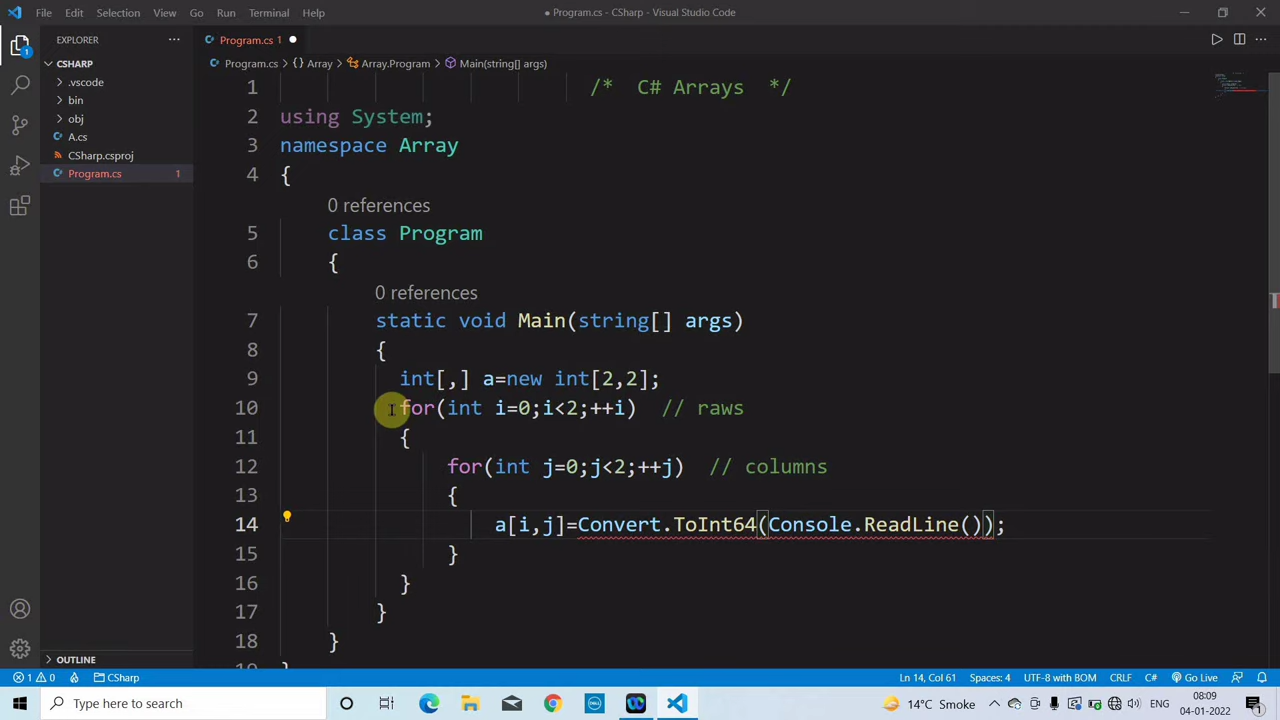 File Edit Selection View Go Run Terminal Help
● Program.cs - CSharp - Visual Studio Code
EXPLORER ···
Program.cs 1 ●
CSHARP
Program.cs > {} Array > Array.Program > Main(string[] args)
> .vscode
> bin
> obj
A.cs
CSharp.csproj
Program.cs 1
1 /* C# Arrays */
2 using System;
3 namespace Array
4 {
0 references
5 class Program
6 {
0 references
7 static void Main(string[] args)
8 {
9 int[,] a=new int[2,2];
10 for(int i=0;i<2;++i) // raws
11 {
12 for(int j=0;j<2;++j) // columns
13 {
14 a[i,j]=Convert.ToInt64(Console.ReadLine());
15 }
16 }
17 }
18 }
> OUTLINE
1 0 CSharp Ln 14, Col 61 Spaces: 4 UTF-8 with BOM CRLF C# Go Live
Type here to search
14°C Smoke ENG 08:09
04-01-2022